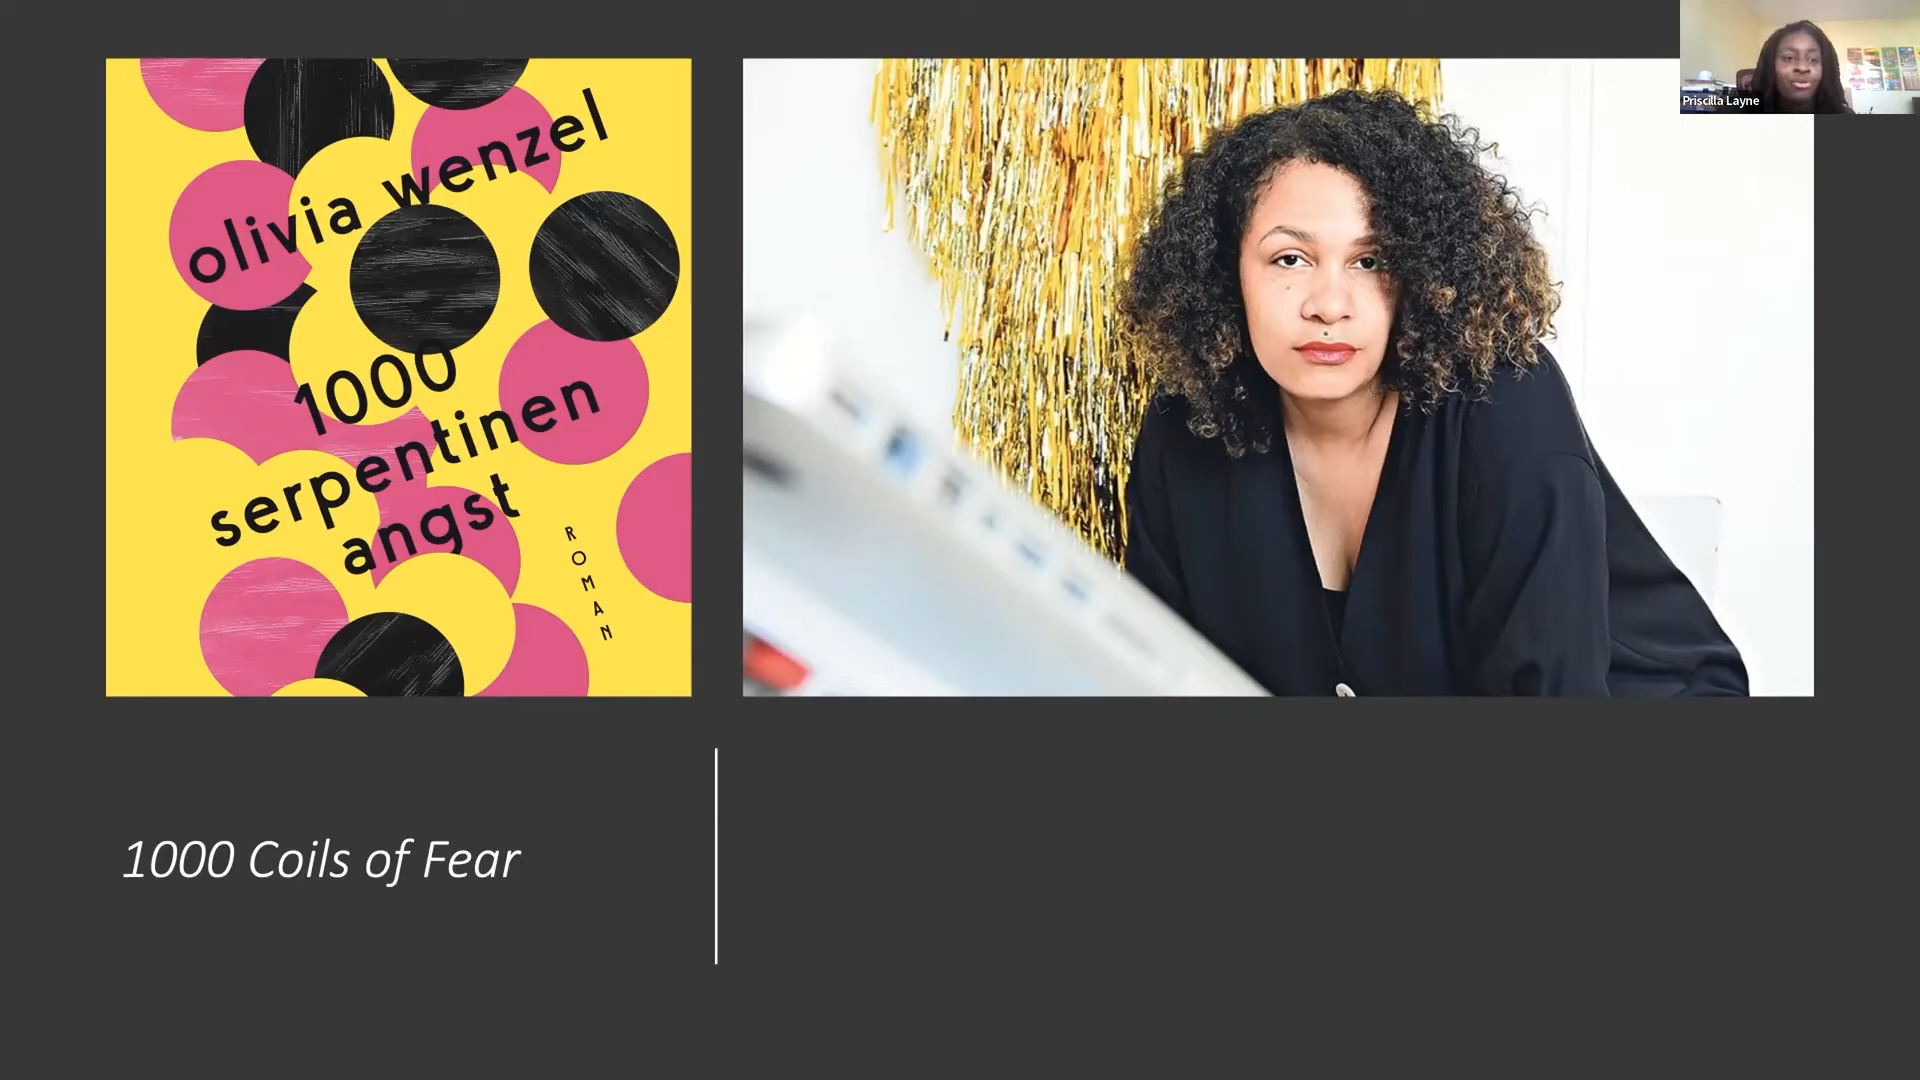 olivia wenzel
1000
serpentinen
angst
ROMAN
Priscilla Layne
1000 Coils of Fear